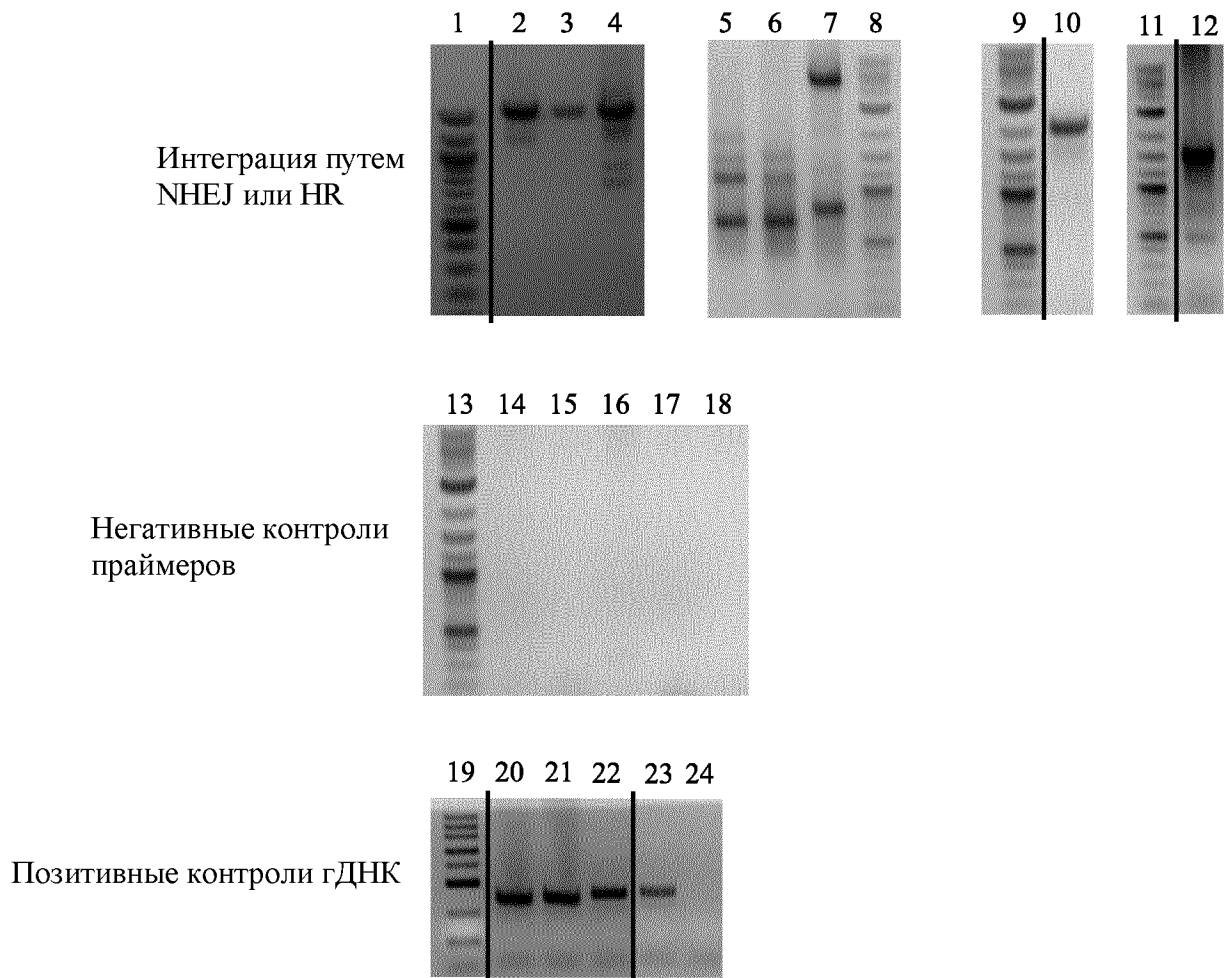 1 2 3 4 5 6 7 8 9 10 11 12
Интеграция путем
NHEJ или HR
13 14 15 16 17 18
Негативные контроли
праймеров
19 20 21 22 23 24
Позитивные контроли гДНК